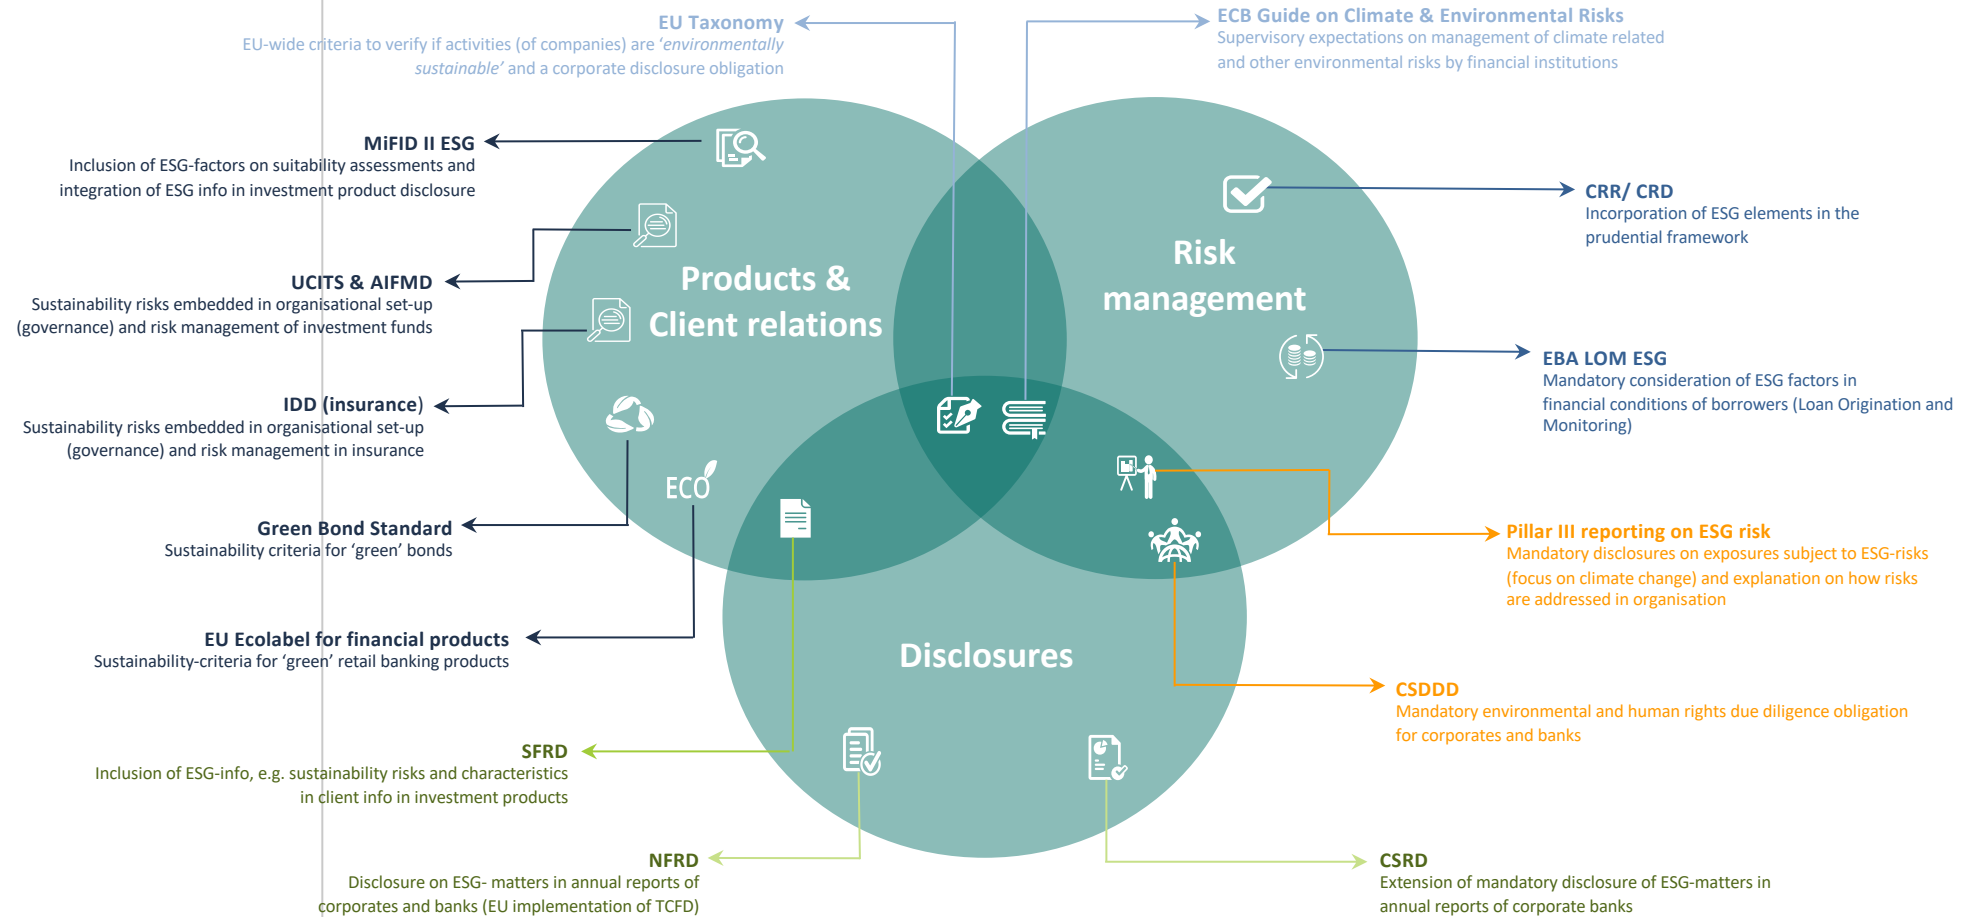 EU Taxonomy
EU-wide criteria to verify if activities (of companies) are ‘environmentally
sustainable’ and a corporate disclosure obligation
ECB Guide on Climate & Environmental Risks
Supervisory expectations on management of climate related
and other environmental risks by financial institutions
MiFID II ESG
Inclusion of ESG-factors on suitability assessments and
integration of ESG info in investment product disclosure
CRR/ CRD
Incorporation of ESG elements in the
prudential framework
UCITS & AIFMD
Sustainability risks embedded in organisational set-up
(governance) and risk management of investment funds
Products &
Client relations
Risk
management
EBA LOM ESG
Mandatory consideration of ESG factors in
financial conditions of borrowers (Loan Origination and
Monitoring)
IDD (insurance)
Sustainability risks embedded in organisational set-up
(governance) and risk management in insurance
ECO
Green Bond Standard
Sustainability criteria for ‘green’ bonds
Pillar III reporting on ESG risk
Mandatory disclosures on exposures subject to ESG-risks
(focus on climate change) and explanation on how risks
are addressed in organisation
EU Ecolabel for financial products
Sustainability-criteria for ‘green’ retail banking products
Disclosures
CSDDD
Mandatory environmental and human rights due diligence obligation
for corporates and banks
SFRD
Inclusion of ESG-info, e.g. sustainability risks and characteristics
in client info in investment products
NFRD
Disclosure on ESG- matters in annual reports of
corporates and banks (EU implementation of TCFD)
CSRD
Extension of mandatory disclosure of ESG-matters in
annual reports of corporate banks